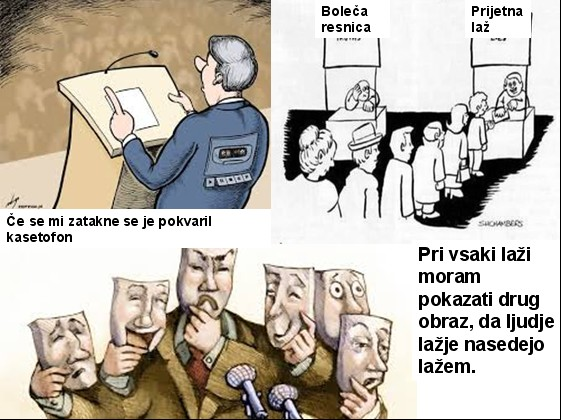 Boleča
resnica
Prijetna
laž
SHCHAMBERS
Če se mi zatakne se je pokvaril
kasetofon
Pri vsaki laži
moram
pokazati drug
obraz, da ljudje
lažje nasedejo
lažem.